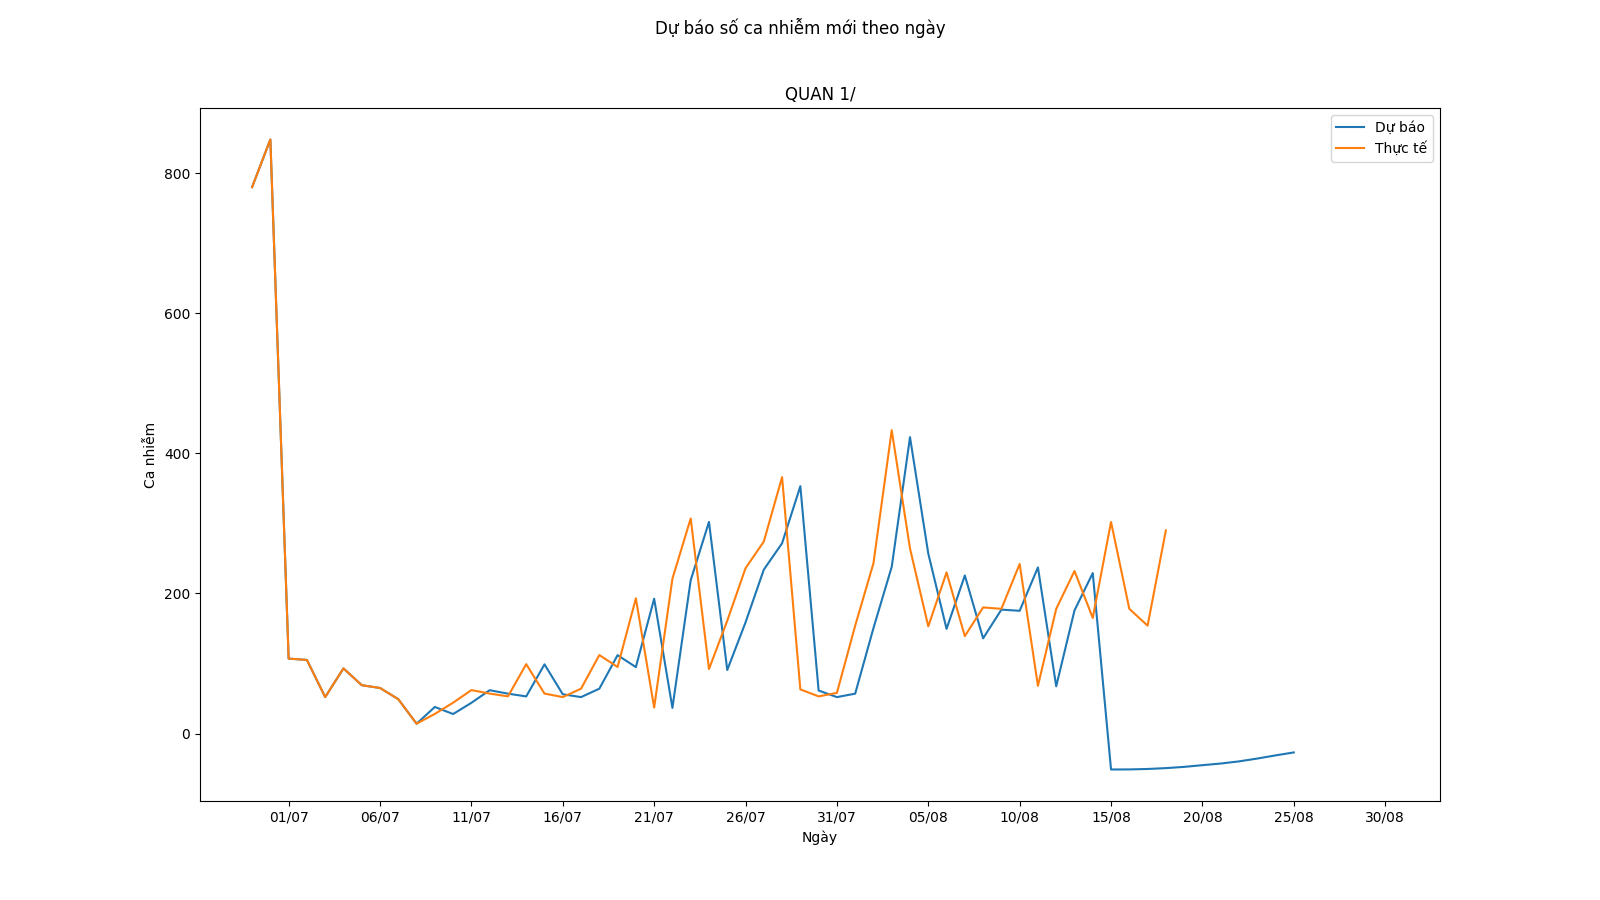 Dự báo số ca nhiễm mới theo ngày
QUAN 1/
Dự báo
Thực tế
800
600
400
200
0
Ca nhiễm
01/07 06/07 11/07 16/07 21/07 26/07 31/07 05/08 10/08 15/08 20/08 25/08 30/08
Ngày